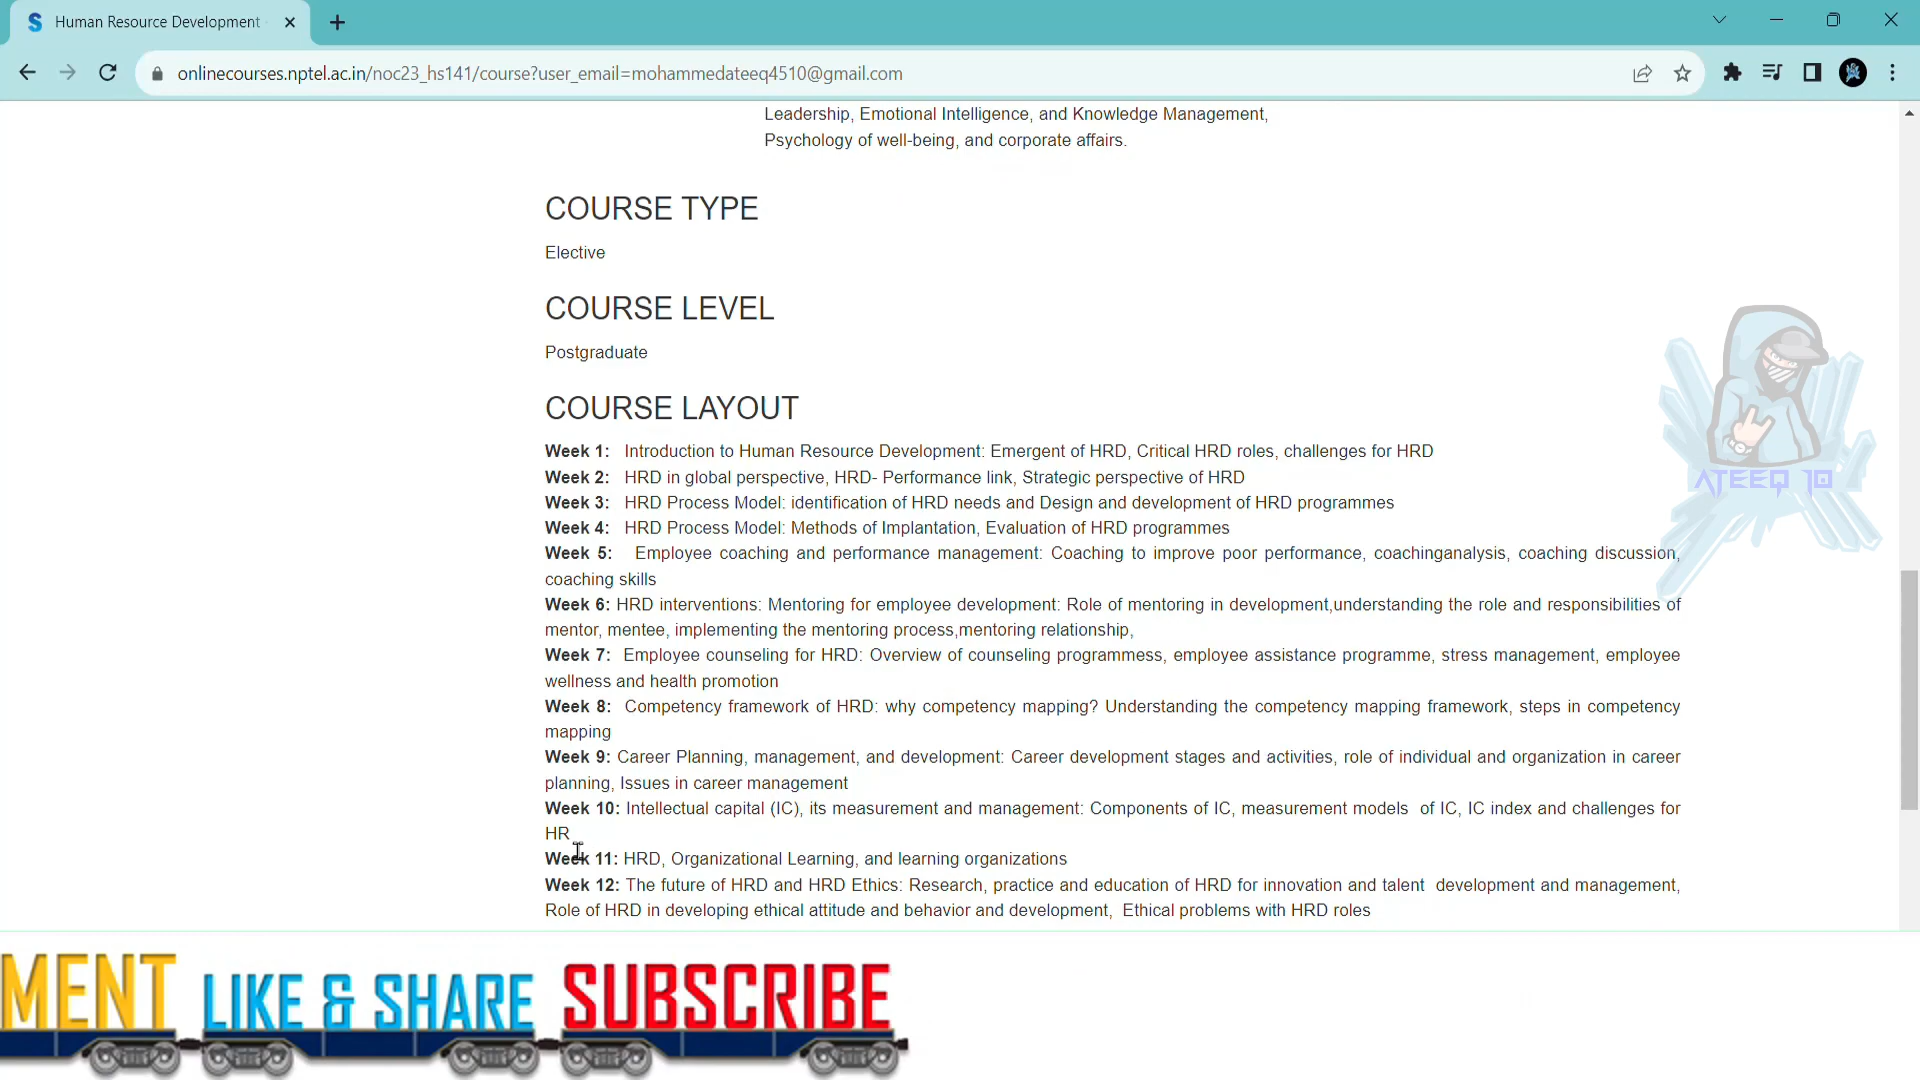 Human Resource Development
onlinecourses.nptel.ac.in/noc23_hs141/course?user_email=mohammedateeq4510@gmail.com
Leadership, Emotional Intelligence, and Knowledge Management,
Psychology of well-being, and corporate affairs.
COURSE TYPE
Elective
COURSE LEVEL
Postgraduate
COURSE LAYOUT
Week 1: Introduction to Human Resource Development: Emergent of HRD, Critical HRD roles, challenges for HRD
Week 2: HRD in global perspective, HRD- Performance link, Strategic perspective of HRD
Week 3: HRD Process Model: identification of HRD needs and Design and development of HRD programmes
Week 4: HRD Process Model: Methods of Implantation, Evaluation of HRD programmes
Week 5: Employee coaching and performance management: Coaching to improve poor performance, coachinganalysis, coaching discussion,
coaching skills
Week 6: HRD interventions: Mentoring for employee development: Role of mentoring in development,understanding the role and responsibilities of
mentor, mentee, implementing the mentoring process,mentoring relationship,
Week 7: Employee counseling for HRD: Overview of counseling programmess, employee assistance programme, stress management, employee
wellness and health promotion
Week 8: Competency framework of HRD: why competency mapping? Understanding the competency mapping framework, steps in competency
mapping
Week 9: Career Planning, management, and development: Career development stages and activities, role of individual and organization in career
planning, Issues in career management
Week 10: Intellectual capital (IC), its measurement and management: Components of IC, measurement models of IC, IC index and challenges for
HR
Week 11: HRD, Organizational Learning, and learning organizations
Week 12: The future of HRD and HRD Ethics: Research, practice and education of HRD for innovation and talent development and management,
Role of HRD in developing ethical attitude and behavior and development, Ethical problems with HRD roles
ATEEQ 10
MENT LIKE & SHARE SUBSCRIBE